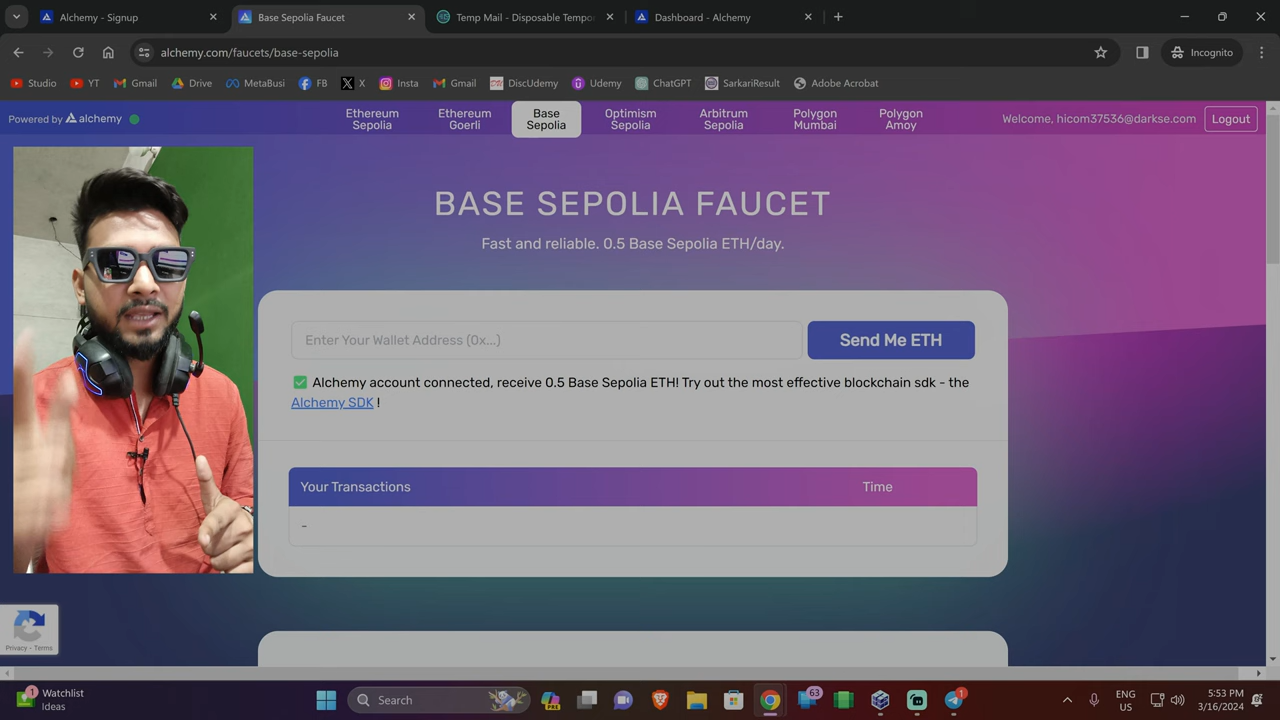 Alchemy - Signup
Base Sepolia Faucet
Temp Mail - Disposable Tempor
Dashboard - Alchemy
alchemy.com/faucets/base-sepolia
Incognito
Studio
YT
Gmail
Drive
MetaBusi
FB
X
Insta
Gmail
DiscUdemy
Udemy
ChatGPT
SarkariResult
Adobe Acrobat
Powered by alchemy
Ethereum
Sepolia
Ethereum
Goerli
Base
Sepolia
Optimism
Sepolia
Arbitrum
Sepolia
Polygon
Mumbai
Polygon
Amoy
Welcome, hicom37536@darkse.com
Logout
BASE SEPOLIA FAUCET
Fast and reliable. 0.5 Base Sepolia ETH/day.
Enter Your Wallet Address (0x...)
Send Me ETH
Alchemy account connected, receive 0.5 Base Sepolia ETH! Try out the most effective blockchain sdk - the
Alchemy SDK !
Your Transactions
Time
-
Privacy - Terms
1
Watchlist
Ideas
Search
PRE
63
1
ENG
US
5:53 PM
3/16/2024